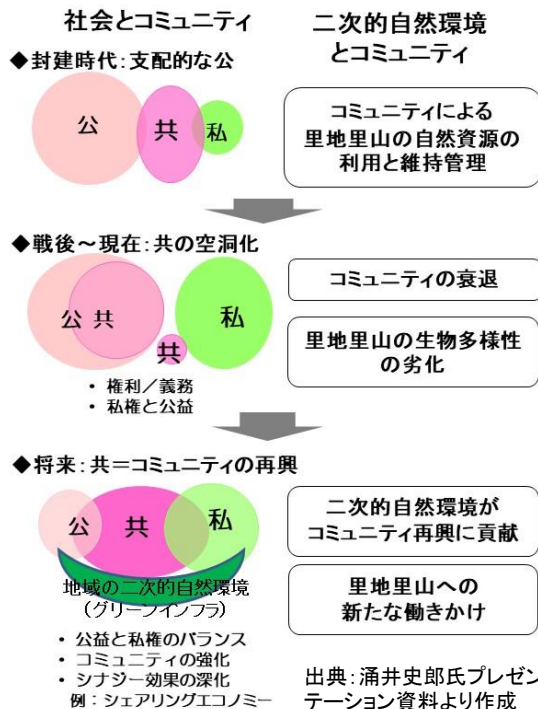 社会とコミュニティ
二次的自然環境
とコミュニティ
◆封建時代：支配的な公
公
共
私
コミュニティによる
里地里山の自然資源の
利用と維持管理
◆戦後～現在：共の空洞化
公 共
共
私
・ 権利／義務
・ 私権と公益
コミュニティの衰退
里地里山の生物多様性
の劣化
◆将来：共＝コミュニティの再興
公
共
私
地域の二次的自然環境
（グリーンインフラ）
・ 公益と私権のバランス
・ コミュニティの強化
・ シナジー効果の深化
例：シェアリングエコノミー
二次的自然環境が
コミュニティ再興に貢献
里地里山への
新たな働きかけ
出典：涌井史郎氏プレゼン
テーション資料より作成